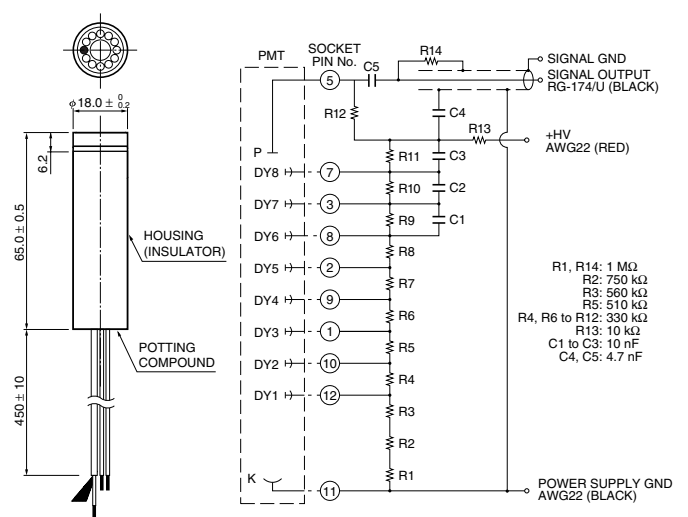 φ18.0 ± 0 0.2
6.2
65.0 ± 0.5
450 ± 10
HOUSING
(INSULATOR)
POTTING
COMPOUND
PMT
SOCKET
PIN No.
5
C5
R14
SIGNAL GND
SIGNAL OUTPUT
RG-174/U (BLACK)
R12
C4
R13
+HV
AWG22 (RED)
P
R11
C3
DY8
7
R10
C2
DY7
3
R9
C1
DY6
8
R8
DY5
2
R7
DY4
9
R6
DY3
1
R5
DY2
10
R4
DY1
12
R3
R2
R1
K
11
R1, R14: 1 MΩ
R2: 750 kΩ
R3: 560 kΩ
R5: 510 kΩ
R4, R6 to R12: 330 kΩ
R13: 10 kΩ
C1 to C3: 10 nF
C4, C5: 4.7 nF
POWER SUPPLY GND
AWG22 (BLACK)